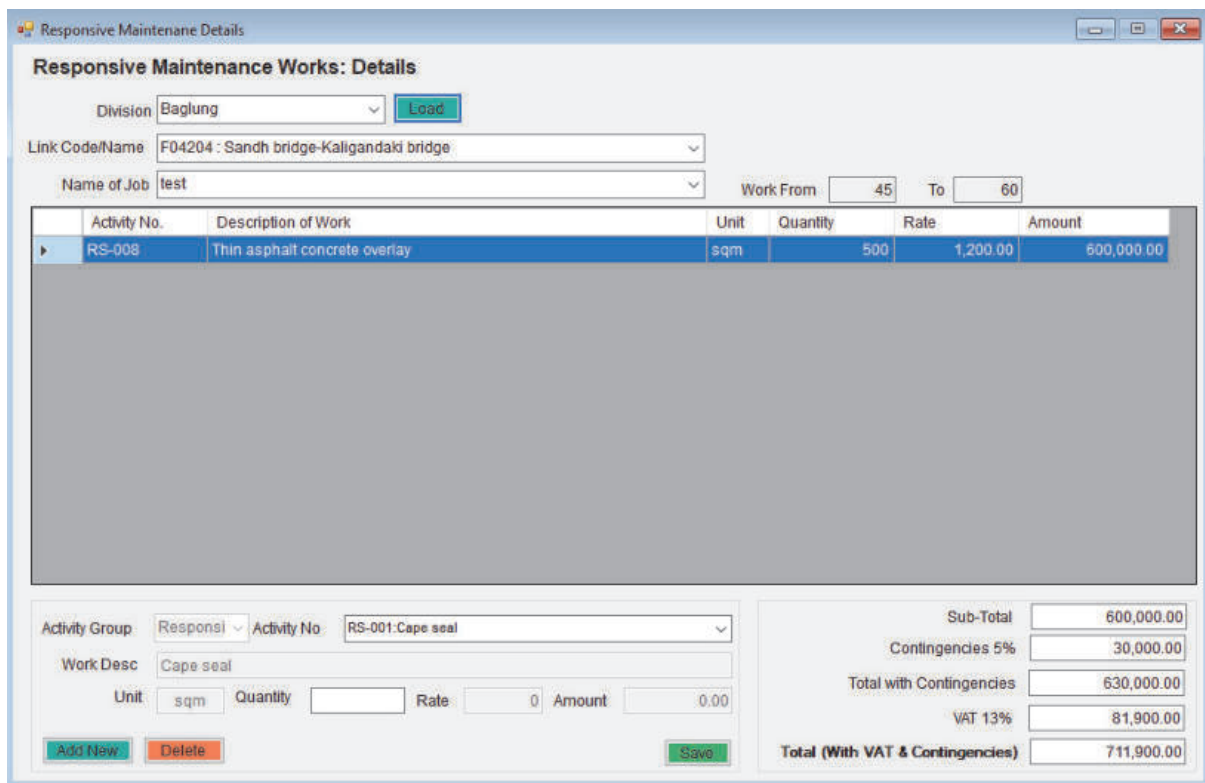 Responsive Maintenane Details
Responsive Maintenance Works: Details
Division Baglung Load
Link Code/Name F04204 : Sandh bridge-Kaligandaki bridge
Name of Job test Work From 45 To 60
Activity No. Description of Work Unit Quantity Rate Amount
RS-008 Thin asphalt concrete overlay sqm 500 1,200.00 600,000.00
Activity Group Responsi Activity No RS-001:Cape seal
Work Desc Cape seal
Unit sqm Quantity Rate 0 Amount 0.00
Add New Delete Save
Sub-Total 600,000.00
Contingencies 5% 30,000.00
Total with Contingencies 630,000.00
VAT 13% 81,900.00
Total (With VAT & Contingencies) 711,900.00